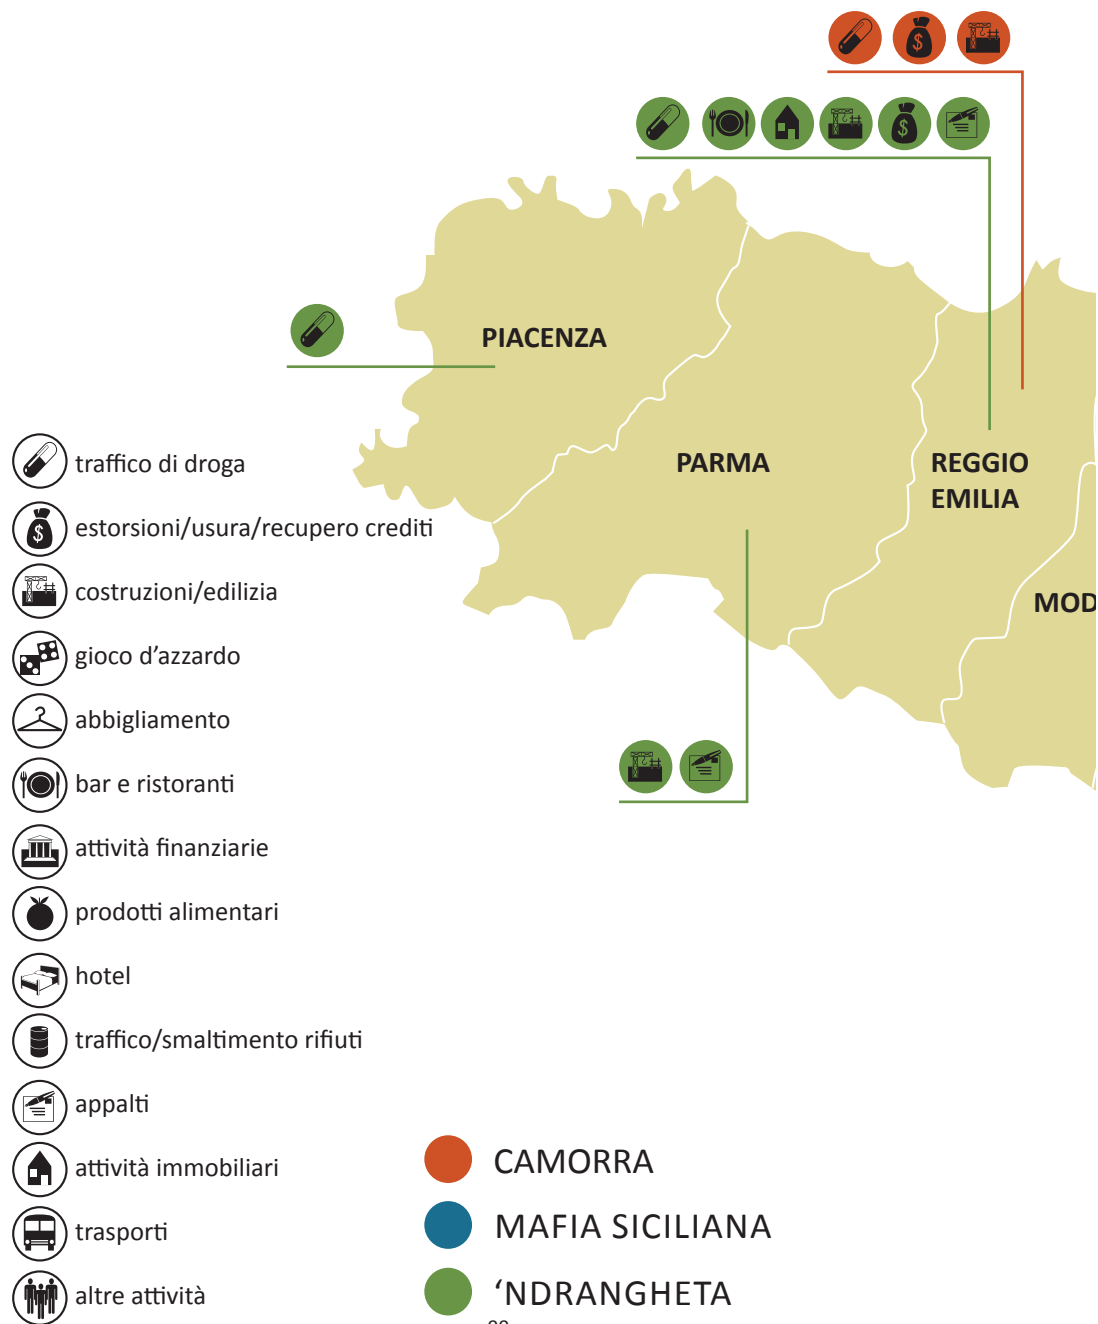 PIACENZA
PARMA
REGGIO
EMILIA
MOD
traffico di droga
estorsioni/usura/recupero crediti
costruzioni/edilizia
gioco d’azzardo
abbigliamento
bar e ristoranti
attività finanziarie
prodotti alimentari
hotel
traffico/smaltimento rifiuti
appalti
attività immobiliari
trasporti
altre attività
CAMORRA
MAFIA SICILIANA
‘NDRANGHETA